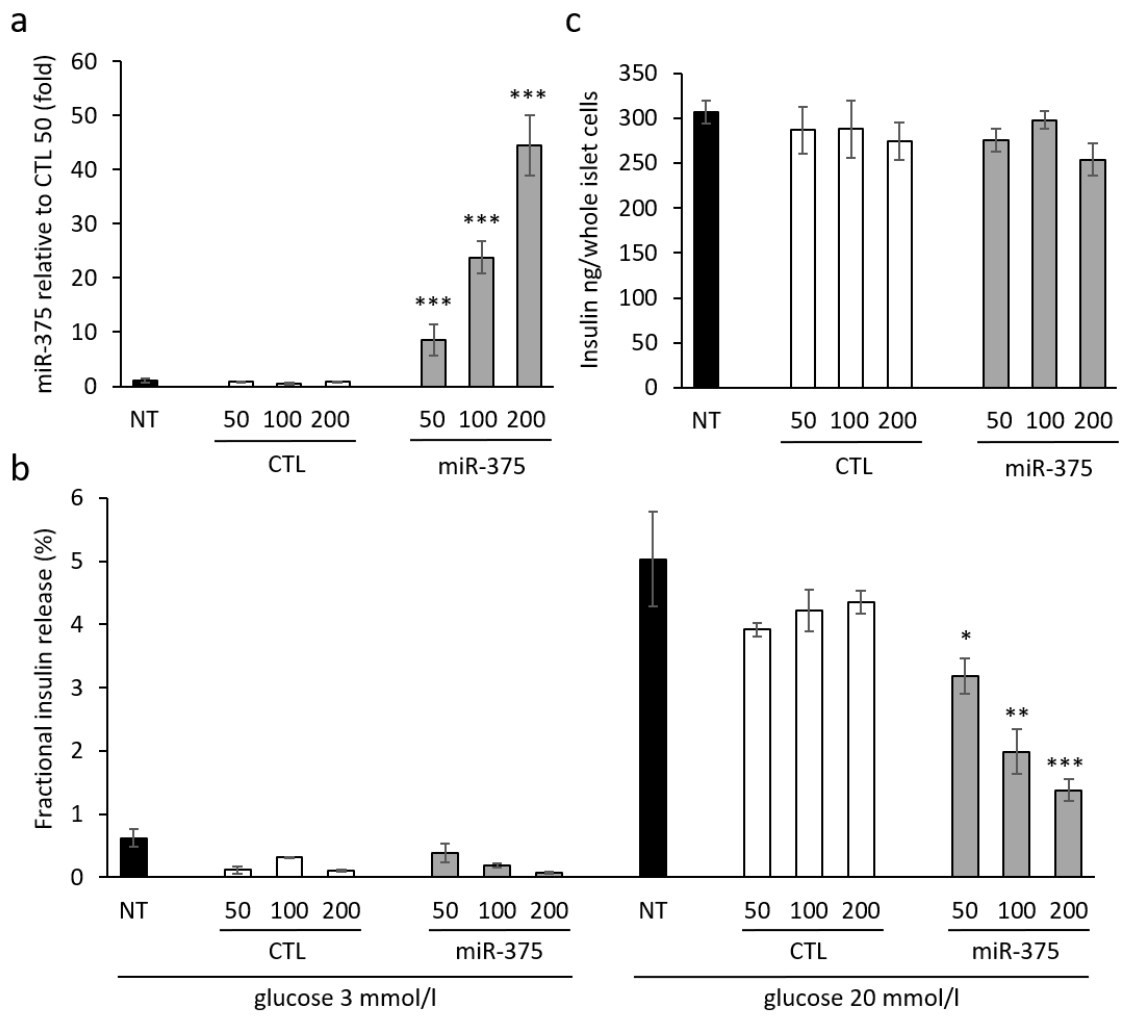 a
miR-375 relative to CTL 50 (fold)
60
50
40
30
20
10
0
***
***
***
NT
50 100 200
50 100 200
CTL
miR-375
c
Insulin ng/whole islet cells
350
300
250
200
150
100
50
0
NT
50 100 200
50 100 200
CTL
miR-375
b
Fractional insulin release (%)
6
5
4
3
2
1
0
*
**
***
NT
50 100 200
50 100 200
NT
50 100 200
50 100 200
CTL
miR-375
CTL
miR-375
glucose 3 mmol/l
glucose 20 mmol/l